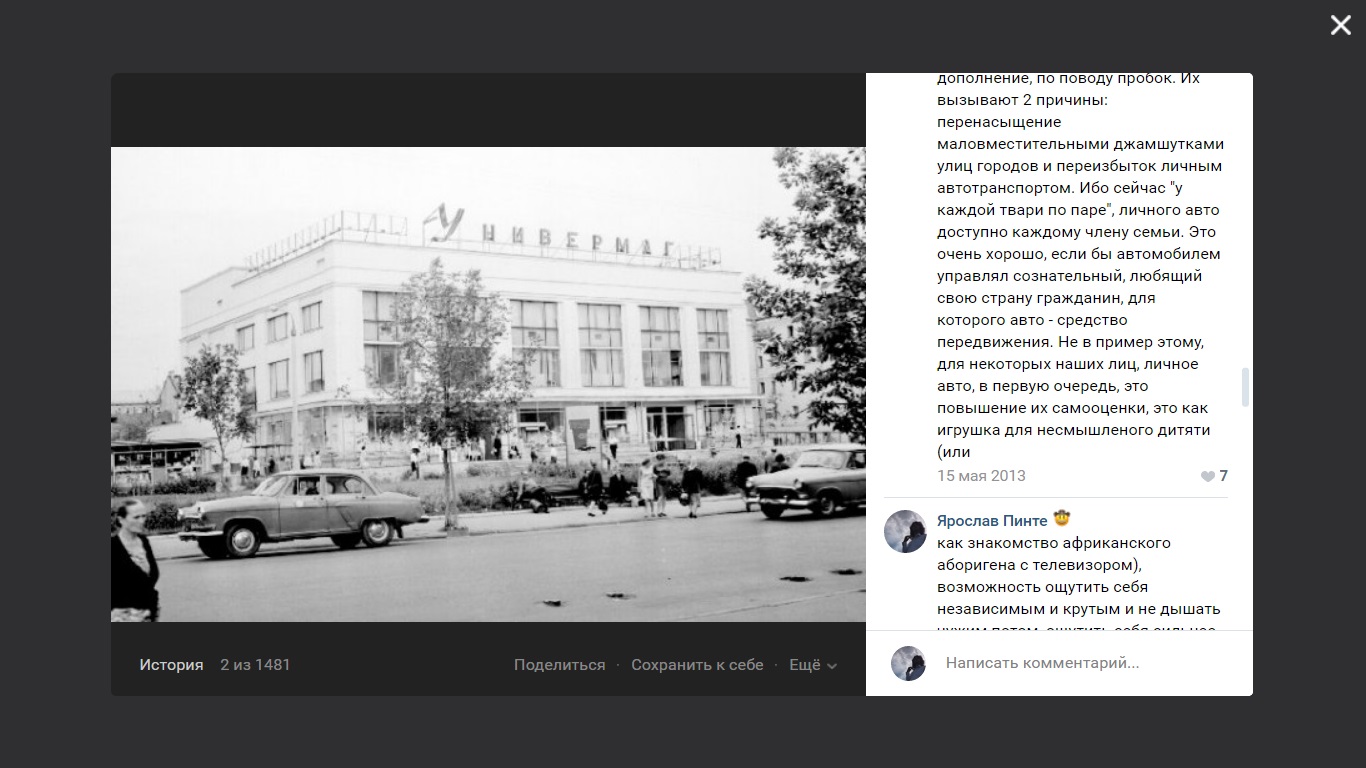 УНИВЕРМАГ
История 2 из 1481
Поделиться · Сохранить к себе · Ещё
дополнение, по поводу пробок. Их
вызывают 2 причины:
перенасыщение
маловместительными джамшутками
улиц городов и переизбыток личным
автотранспортом. Ибо сейчас "у
каждой твари по паре", личного авто
доступно каждому члену семьи. Это
очень хорошо, если бы автомобилем
управлял сознательный, любящий
свою страну гражданин, для
которого авто - средство
передвижения. Не в пример этому,
для некоторых наших лиц, личное
авто, в первую очередь, это
повышение их самооценки, это как
игрушка для несмышленого дитяти
(или
15 мая 2013 7
Ярослав Пинте
как знакомство африканского
аборигена с телевизором),
возможность ощутить себя
независимым и крутым и не дышать
Написать комментарий...